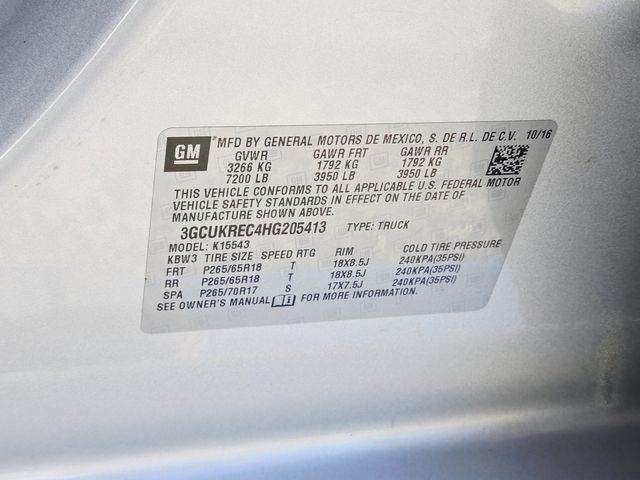 GM MFD BY GENERAL MOTORS DE MEXICO, S. DE R.L. DE C.V. 10/16
GVWR GAWR FRT GAWR RR
3266 KG 1792 KG 1792 KG
7200 LB 3950 LB 3950 LB
THIS VEHICLE CONFORMS TO ALL APPLICABLE U.S. FEDERAL MOTOR
VEHICLE SAFETY STANDARDS IN EFFECT ON THE DATE OF
MANUFACTURE SHOWN ABOVE.
3GCUKREC4HG205413 TYPE: TRUCK
MODEL: K15543
KBW3 TIRE SIZE SPEED RTG RIM COLD TIRE PRESSURE
FRT P265/65R18 T 18X8.5J 240KPA(35PSI)
RR P265/65R18 T 18X8.5J 240KPA(35PSI)
SPA P265/70R17 S 17X7.5J 240KPA(35PSI)
SEE OWNER'S MANUAL FOR MORE INFORMATION.